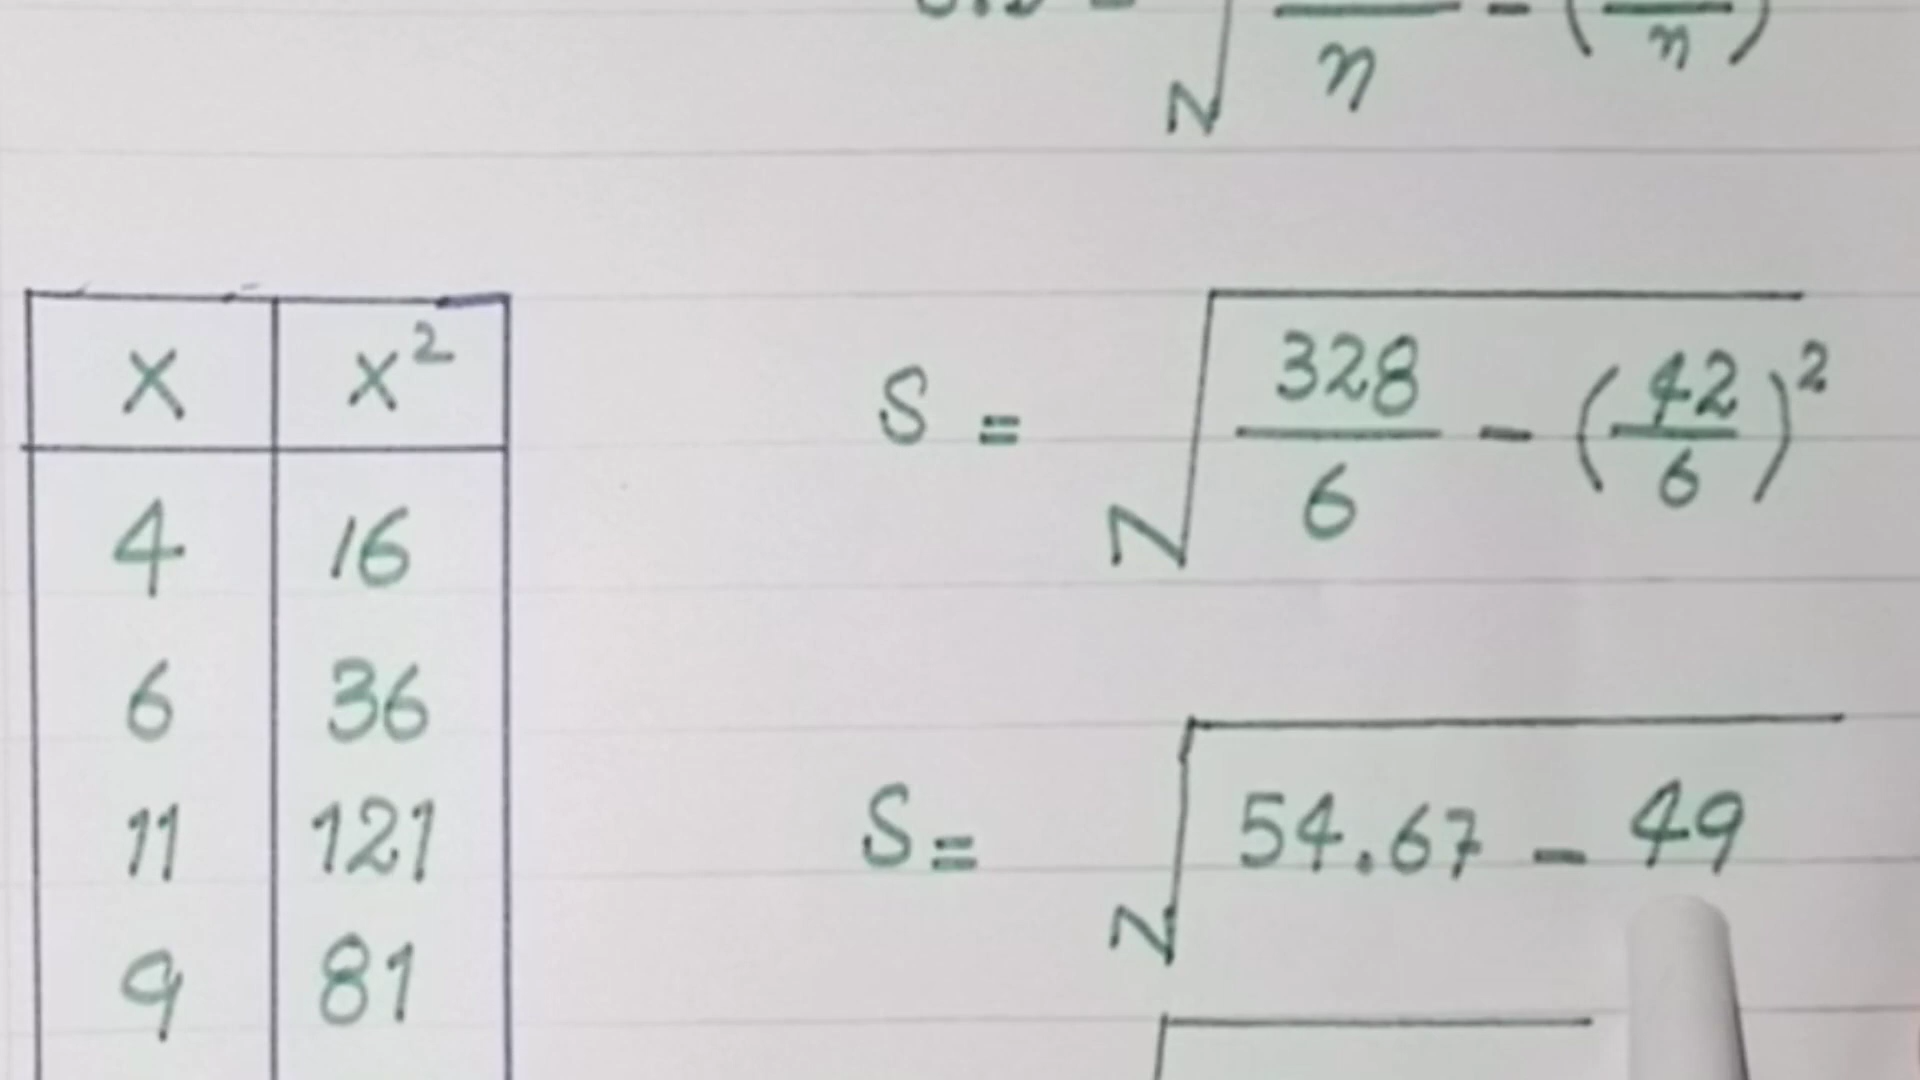 n - (n)
X X²
4 16
6 36
11 121
9 81
S = √328/6 - (42/6)²
S = √54.67 - 49